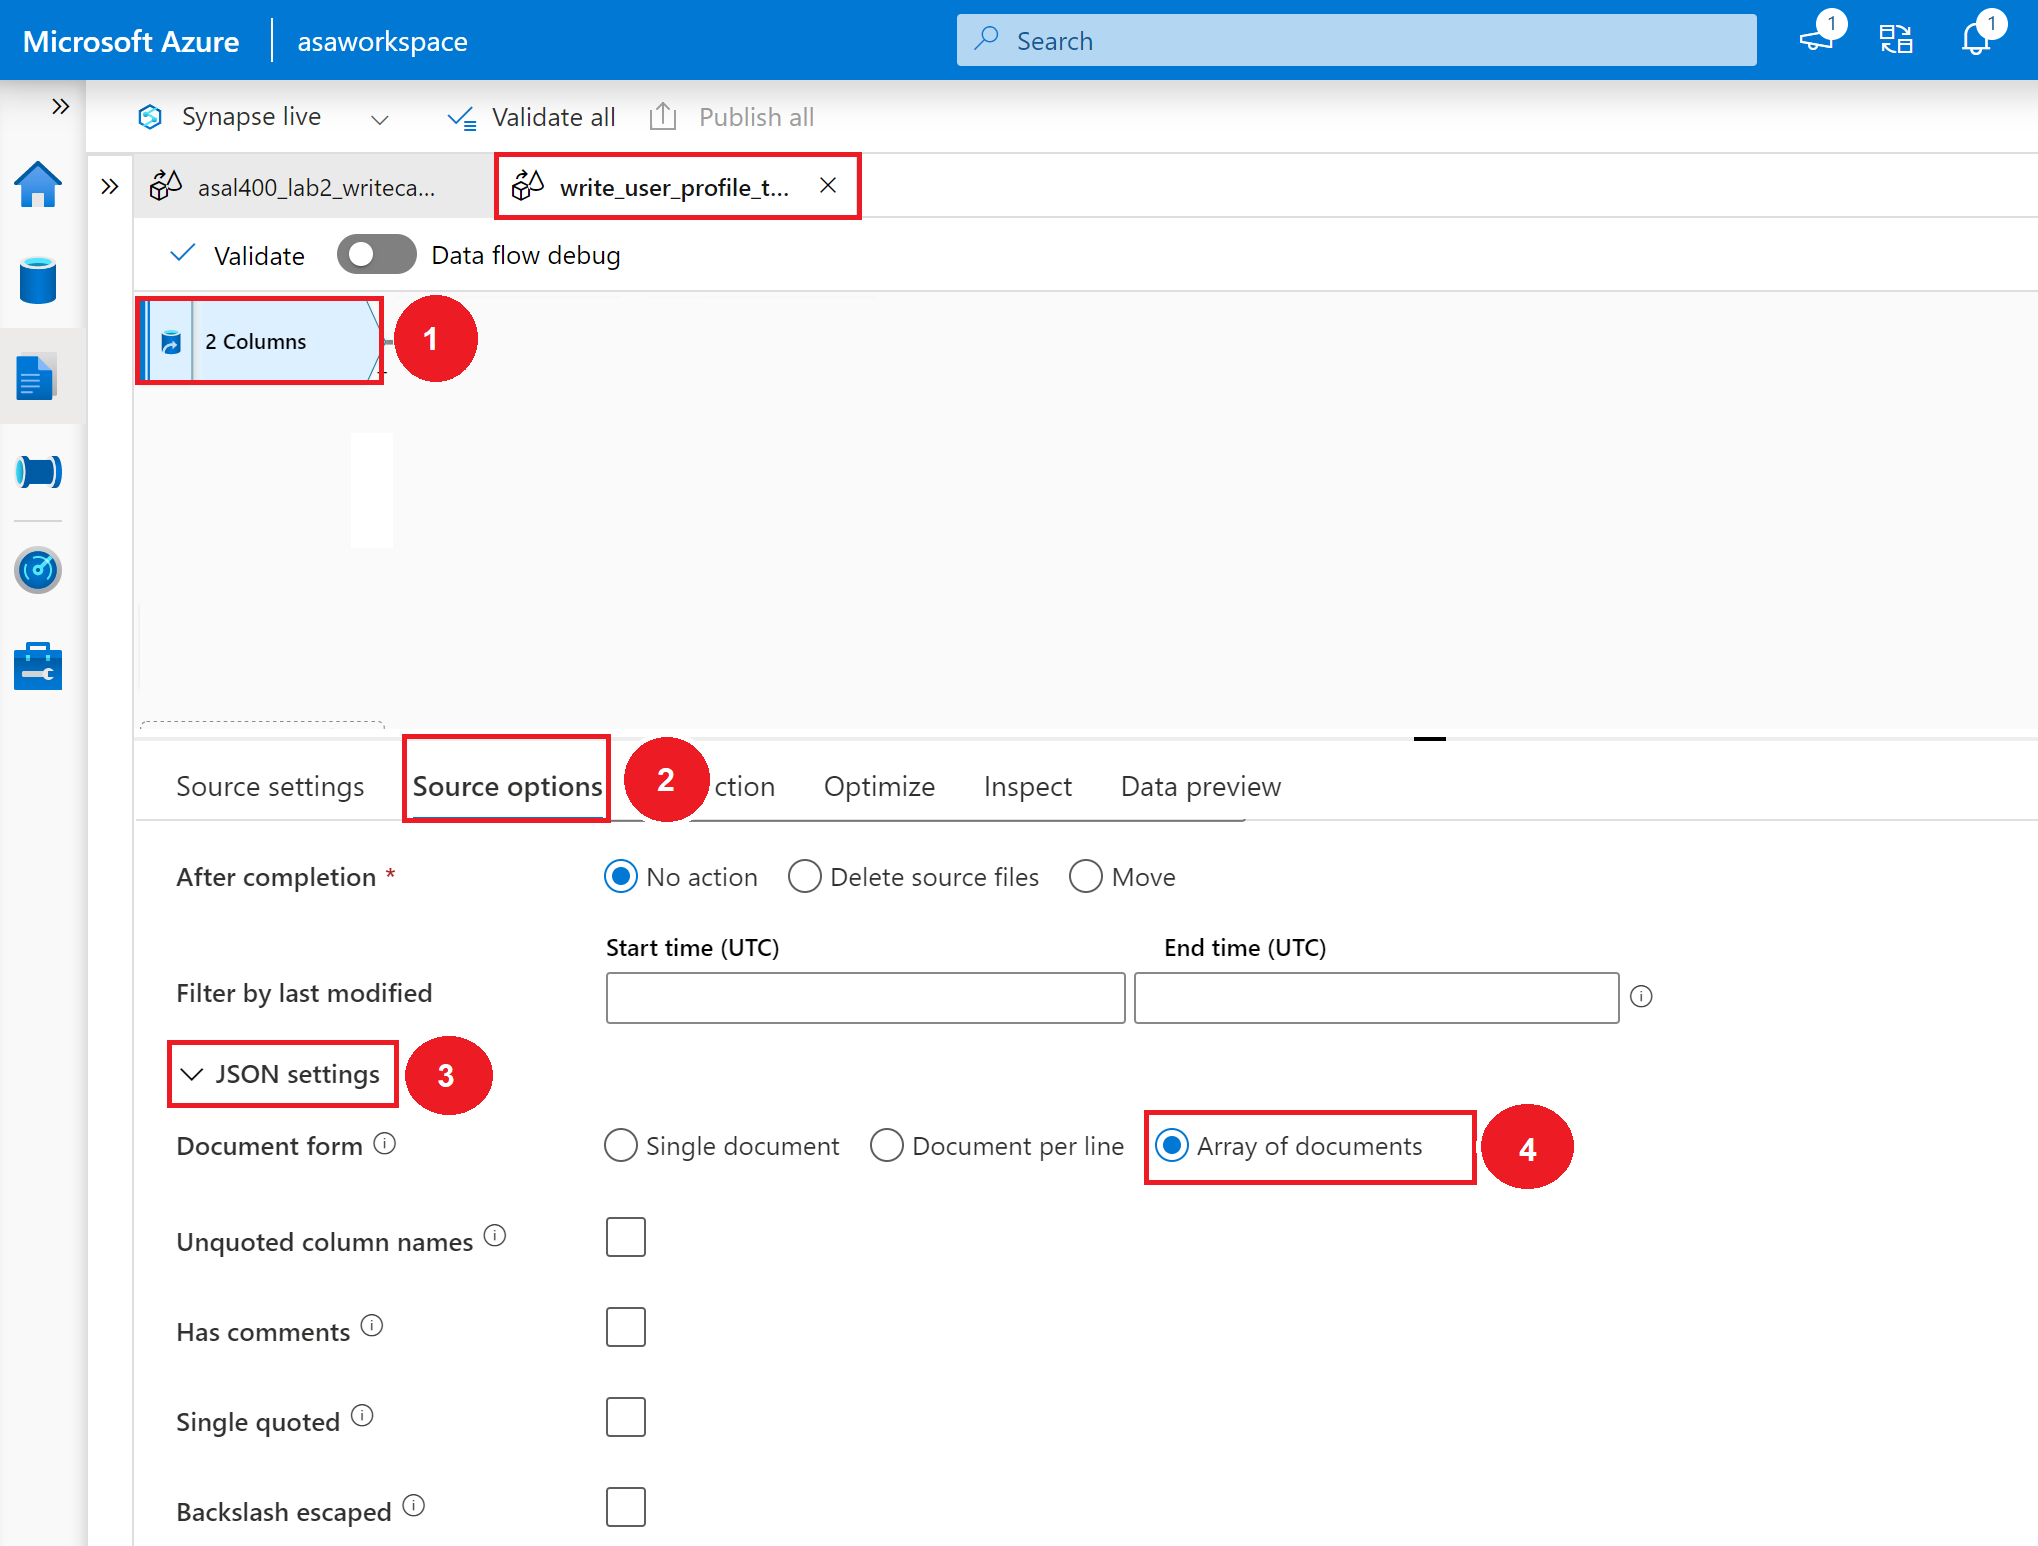 Microsoft Azure asaworkspace Search 1 1
Synapse live Validate all Publish all
asal400_lab2_writeca... write_user_profile_t...
Validate Data flow debug
2 Columns 1
Source settings Source options 2 ction Optimize Inspect Data preview
After completion * No action Delete source files Move
Start time (UTC) End time (UTC)
Filter by last modified
JSON settings 3
Document form Single document Document per line Array of documents 4
Unquoted column names
Has comments
Single quoted
Backslash escaped